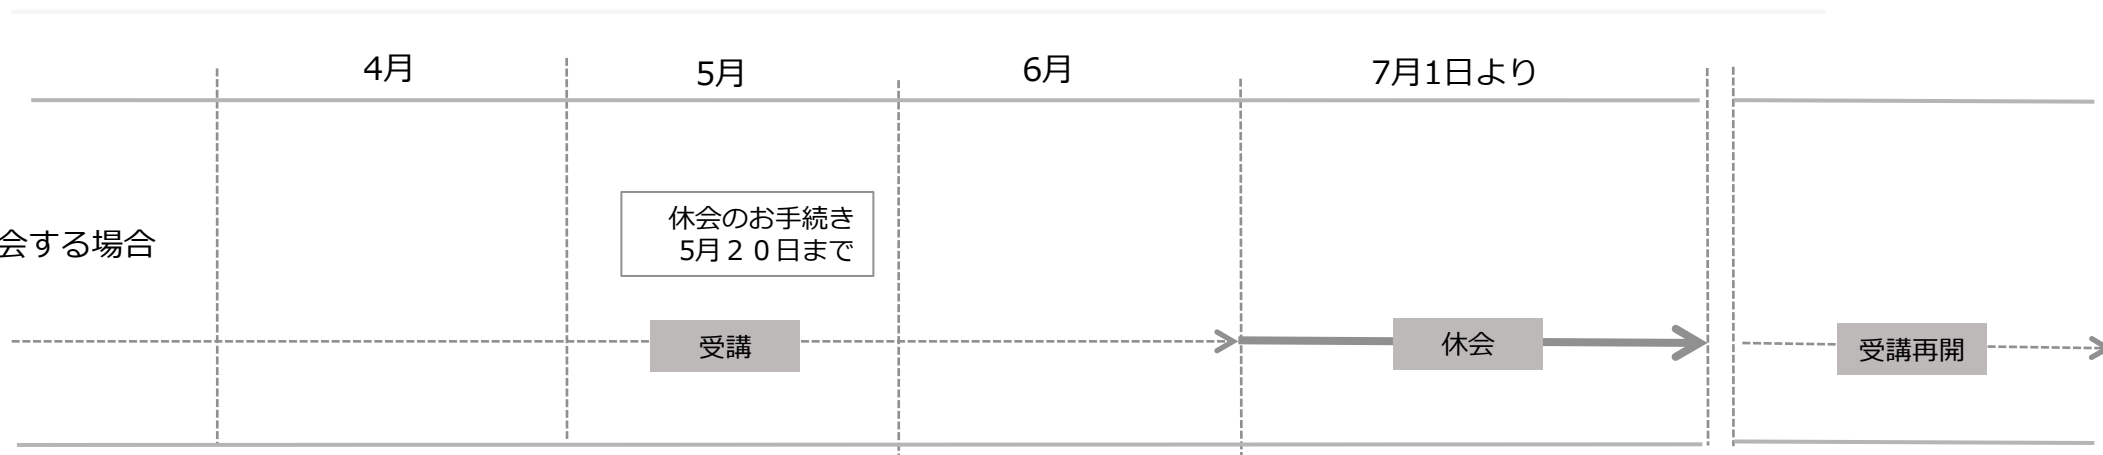 4月
5月
6月
7月1日より
休会のお手続き
5月２０日まで
会する場合
受講
休会
受講再開